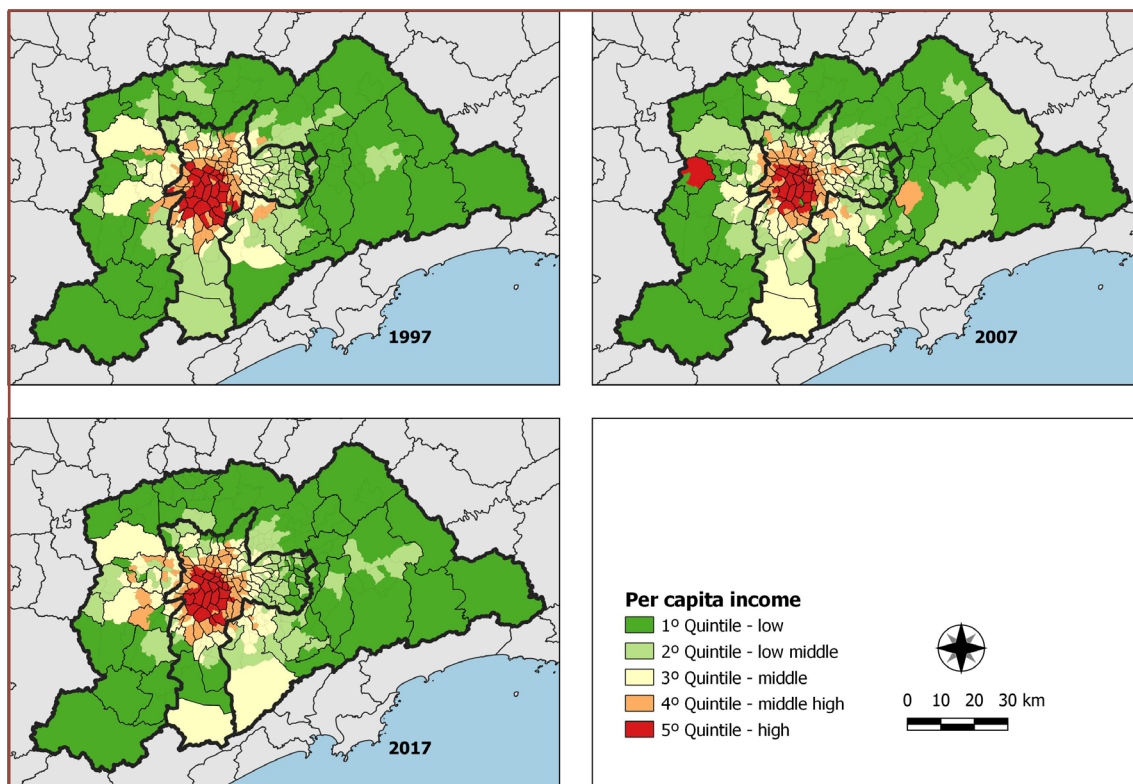 1997
2007
2017
Per capita income
1º Quintile - low
2º Quintile - low middle
3º Quintile - middle
4º Quintile - middle high
5º Quintile - high
0 10 20 30 km